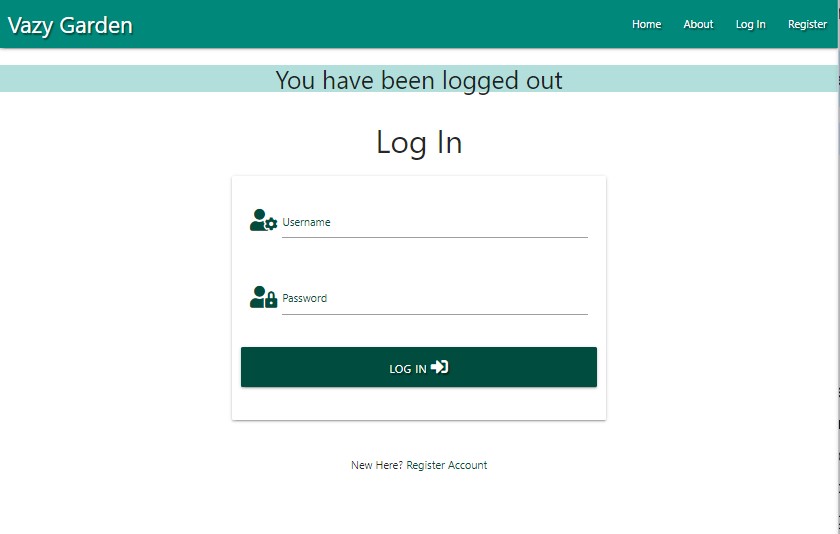 Vazy Garden Home About Log In Register
You have been logged out
Log In
Username
Password
LOG IN
New Here? Register Account